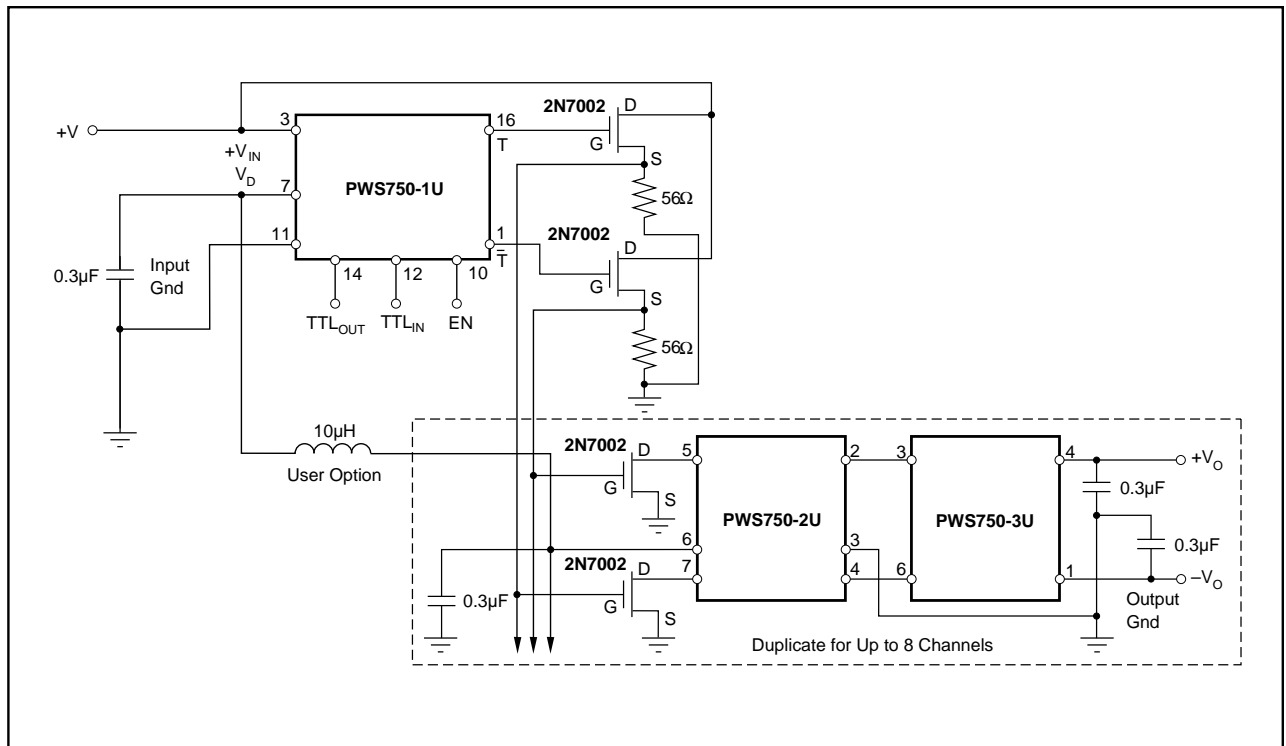 2N7002
D
G
S
+V
3
+V_IN
V_D
7
11
PWS750-1U
16
T
1
T̅
56Ω
2N7002
D
G
S
56Ω
0.3µF
Input
Gnd
14
12
10
TTL_OUT
TTL_IN
EN
10µH
User Option
2N7002
D
G
S
5
6
7
PWS750-2U
2
3
4
3
6
PWS750-3U
4
1
+V_O
0.3µF
0.3µF
–V_O
Output
Gnd
2N7002
D
G
S
0.3µF
Duplicate for Up to 8 Channels